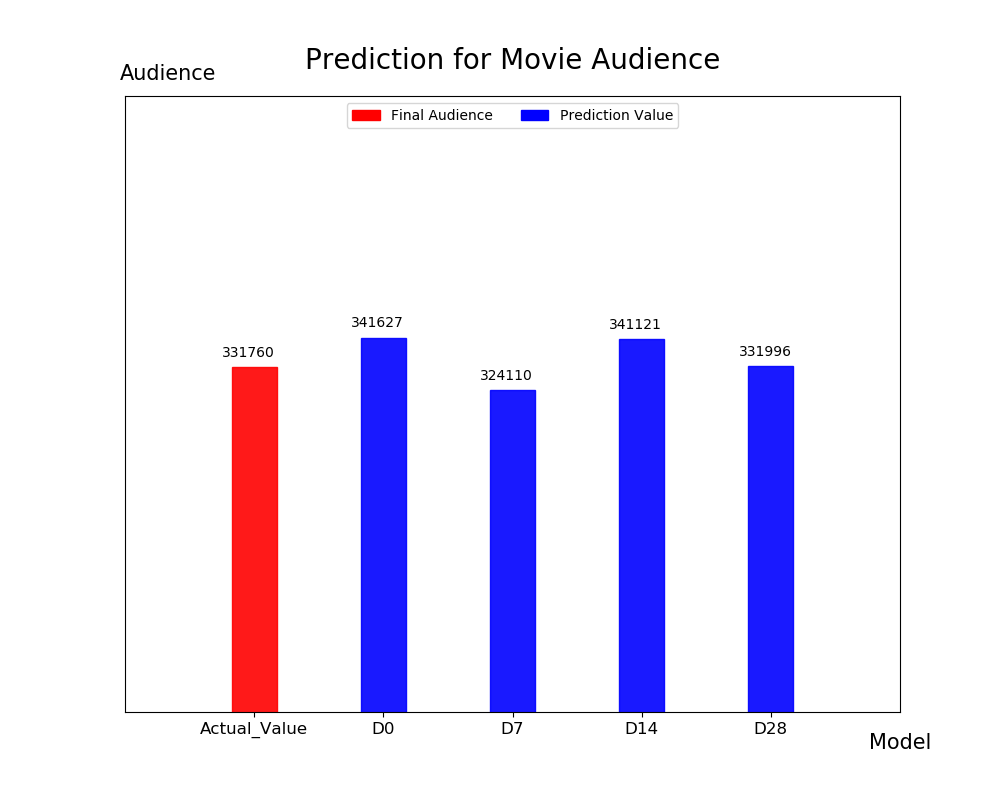 Prediction for Movie Audience
Audience
Final Audience Prediction Value
341627
341121
331760
331996
324110
Actual_Value D0 D7 D14 D28
Model